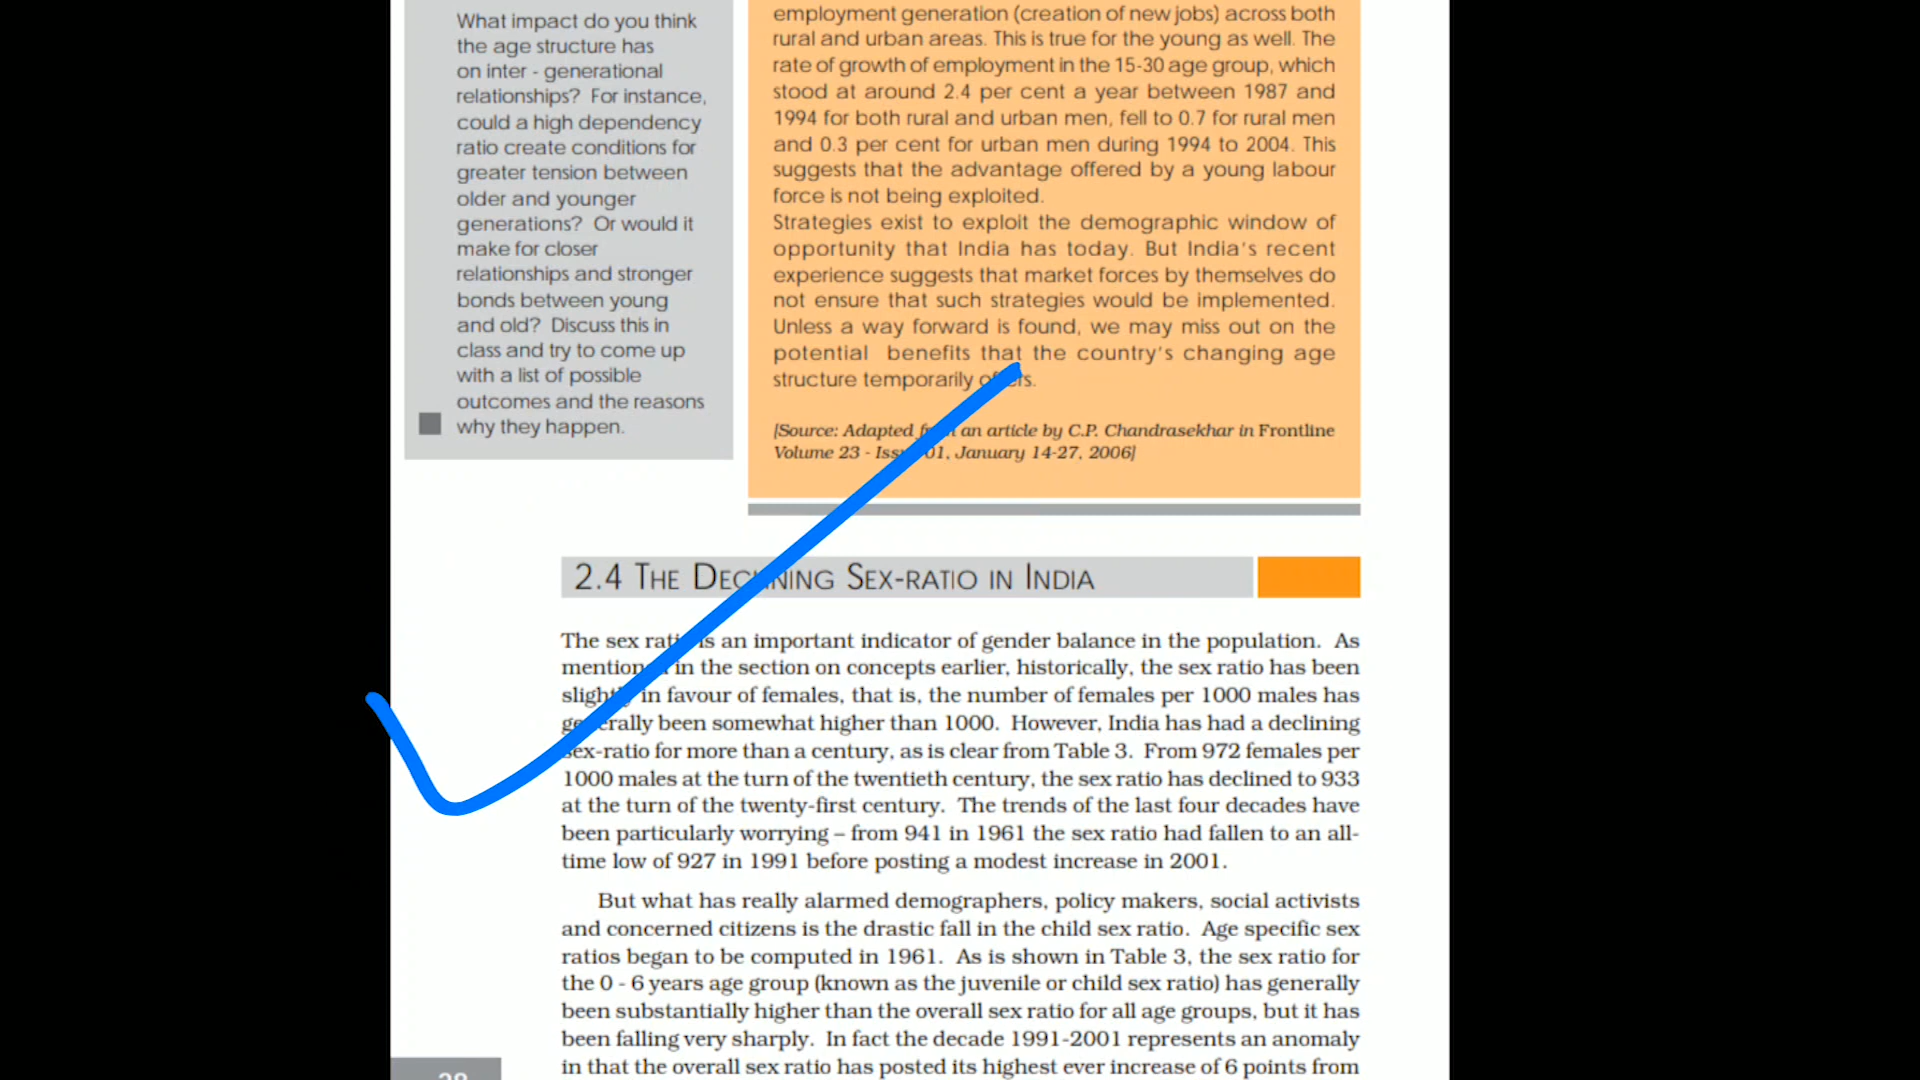 What impact do you think
the age structure has
on inter - generational
relationships? For instance,
could a high dependency
ratio create conditions for
greater tension between
older and younger
generations? Or would it
make for closer
relationships and stronger
bonds between young
and old? Discuss this in
class and try to come up
with a list of possible
outcomes and the reasons
why they happen.
employment generation (creation of new jobs) across both
rural and urban areas. This is true for the young as well. The
rate of growth of employment in the 15-30 age group, which
stood at around 2.4 per cent a year between 1987 and
1994 for both rural and urban men, fell to 0.7 for rural men
and 0.3 per cent for urban men during 1994 to 2004. This
suggests that the advantage offered by a young labour
force is not being exploited.
Strategies exist to exploit the demographic window of
opportunity that India has today. But India's recent
experience suggests that market forces by themselves do
not ensure that such strategies would be implemented.
Unless a way forward is found, we may miss out on the
potential benefits that the country's changing age
structure temporarily offers.
[Source: Adapted from an article by C.P. Chandrasekhar in Frontline
Volume 23 - Issue 01, January 14-27, 2006]
2.4 THE DECLINING SEX-RATIO IN INDIA
The sex ratio is an important indicator of gender balance in the population. As
mentioned in the section on concepts earlier, historically, the sex ratio has been
slightly in favour of females, that is, the number of females per 1000 males has
generally been somewhat higher than 1000. However, India has had a declining
sex-ratio for more than a century, as is clear from Table 3. From 972 females per
1000 males at the turn of the twentieth century, the sex ratio has declined to 933
at the turn of the twenty-first century. The trends of the last four decades have
been particularly worrying – from 941 in 1961 the sex ratio had fallen to an all-
time low of 927 in 1991 before posting a modest increase in 2001.
But what has really alarmed demographers, policy makers, social activists
and concerned citizens is the drastic fall in the child sex ratio. Age specific sex
ratios began to be computed in 1961. As is shown in Table 3, the sex ratio for
the 0 - 6 years age group (known as the juvenile or child sex ratio) has generally
been substantially higher than the overall sex ratio for all age groups, but it has
been falling very sharply. In fact the decade 1991-2001 represents an anomaly
in that the overall sex ratio has posted its highest ever increase of 6 points from